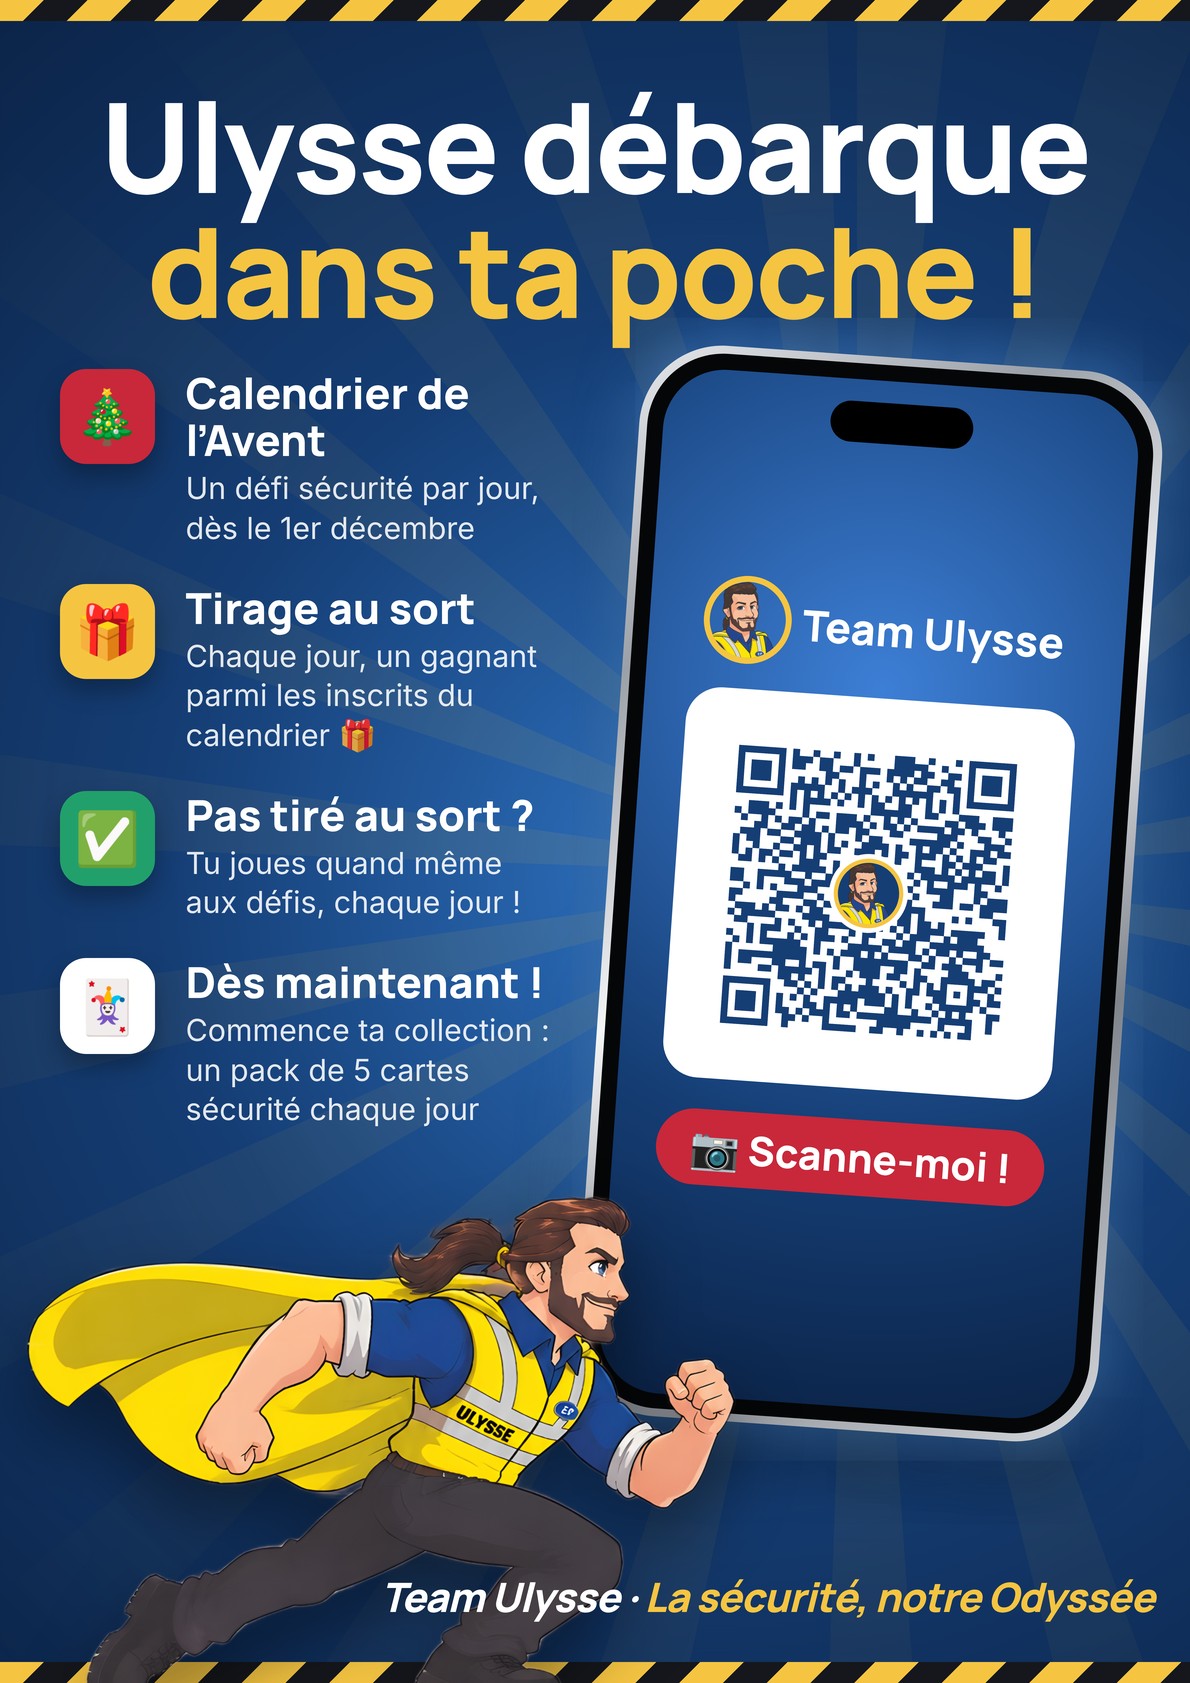 Ulysse débarque
dans ta poche !
Calendrier de
l’Avent
Un défi sécurité par jour,
dès le 1er décembre
Tirage au sort
Chaque jour, un gagnant
parmi les inscrits du
calendrier 🎁
Pas tiré au sort ?
Tu joues quand même
aux défis, chaque jour !
Dès maintenant !
Commence ta collection :
un pack de 5 cartes
sécurité chaque jour
Team Ulysse
📷 Scanne-moi !
ULYSSE
Team Ulysse · La sécurité, notre Odyssée